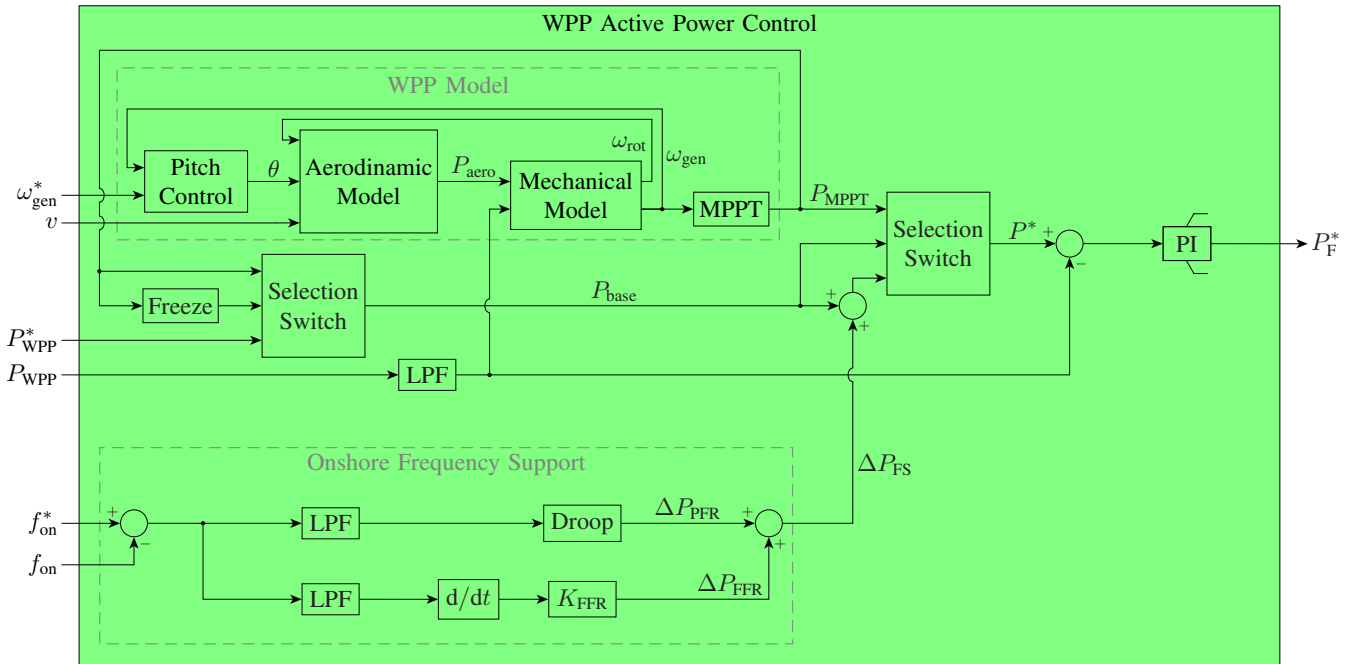 WPP Active Power Control
WPP Model
Pitch
Control
θ
Aerodinamic
Model
P_aero
Mechanical
Model
ω_rot
ω_gen
MPPT
P_MPPT
ω*_gen
v
Selection
Switch
P*
+
−
PI
P*_F
Freeze
Selection
Switch
P_base
+
+
P*_WPP
P_WPP
LPF
Onshore Frequency Support
ΔP_FS
f*_on
+
−
f_on
LPF
Droop
ΔP_PFR
+
+
LPF
d/dt
K_FFR
ΔP_FFR